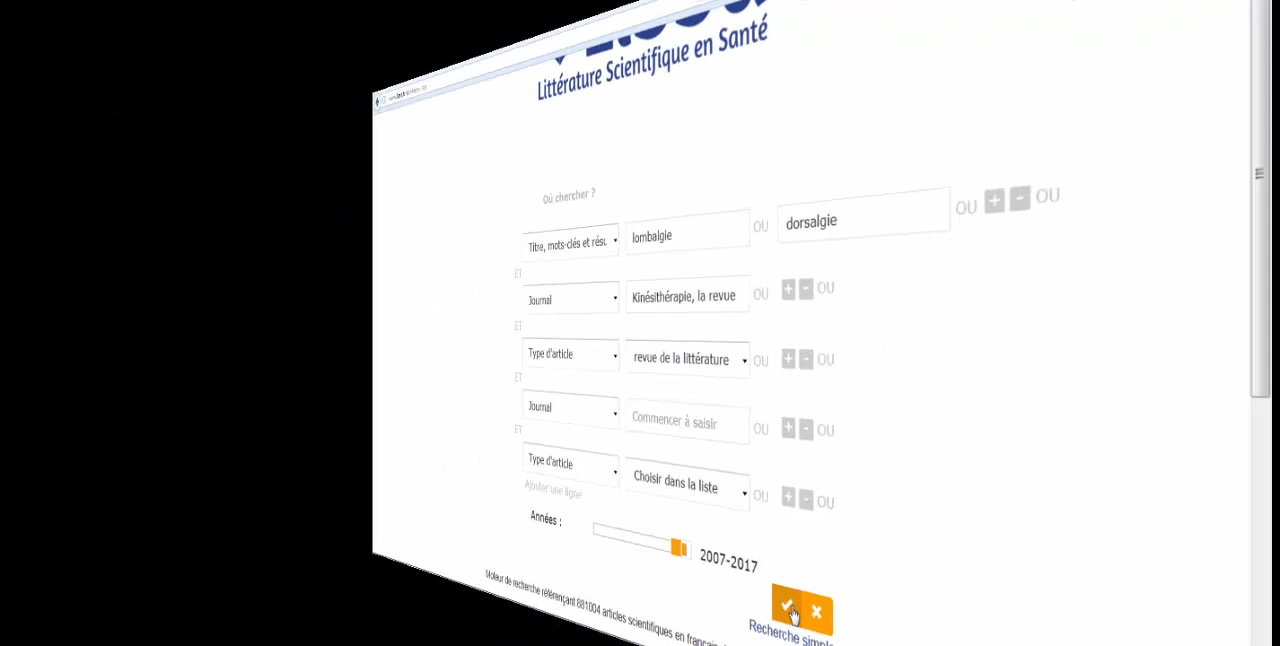 Littérature Scientifique en Santé
Où chercher ?
Titre, mots-clés et résu lombalgie OU dorsalgie OU + - OU
ET
Journal Kinésithérapie, la revue OU + - OU
ET
Type d'article revue de la littérature OU + - OU
ET
Journal Commencer à saisir OU + - OU
ET
Type d'article Choisir dans la liste OU + - OU
Ajouter une ligne
Années : 2007-2017
Moteur de recherche référençant 881004 articles scientifiques en français
Recherche simple